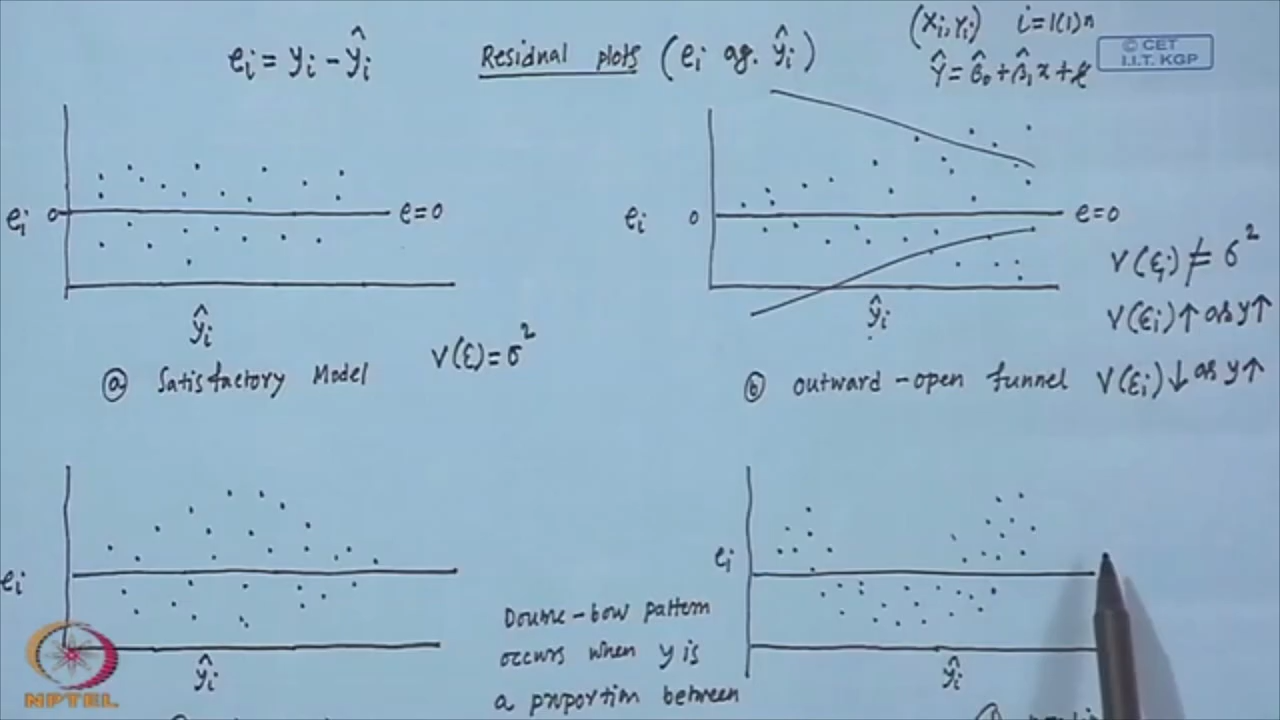 eᵢ = yᵢ − ŷᵢ
Residual plots (eᵢ ag. ŷᵢ)
(xᵢ, yᵢ) i = 1(1)n
Ŷ = β̂₀ + β̂₁x +
© CET
I.I.T. KGP
eᵢ
0
e=0
ŷᵢ
ⓐ Satisfactory Model
V(ε) = σ²
eᵢ
0
e=0
ŷᵢ
V(εᵢ) ≠ σ²
V(εᵢ)↑ as y↑
ⓑ outward-open funnel V(εᵢ)↓ as y↑
eᵢ
ŷᵢ
Double-bow pattern
occurs when y is
a proportion between
eᵢ
ŷᵢ
NPTEL